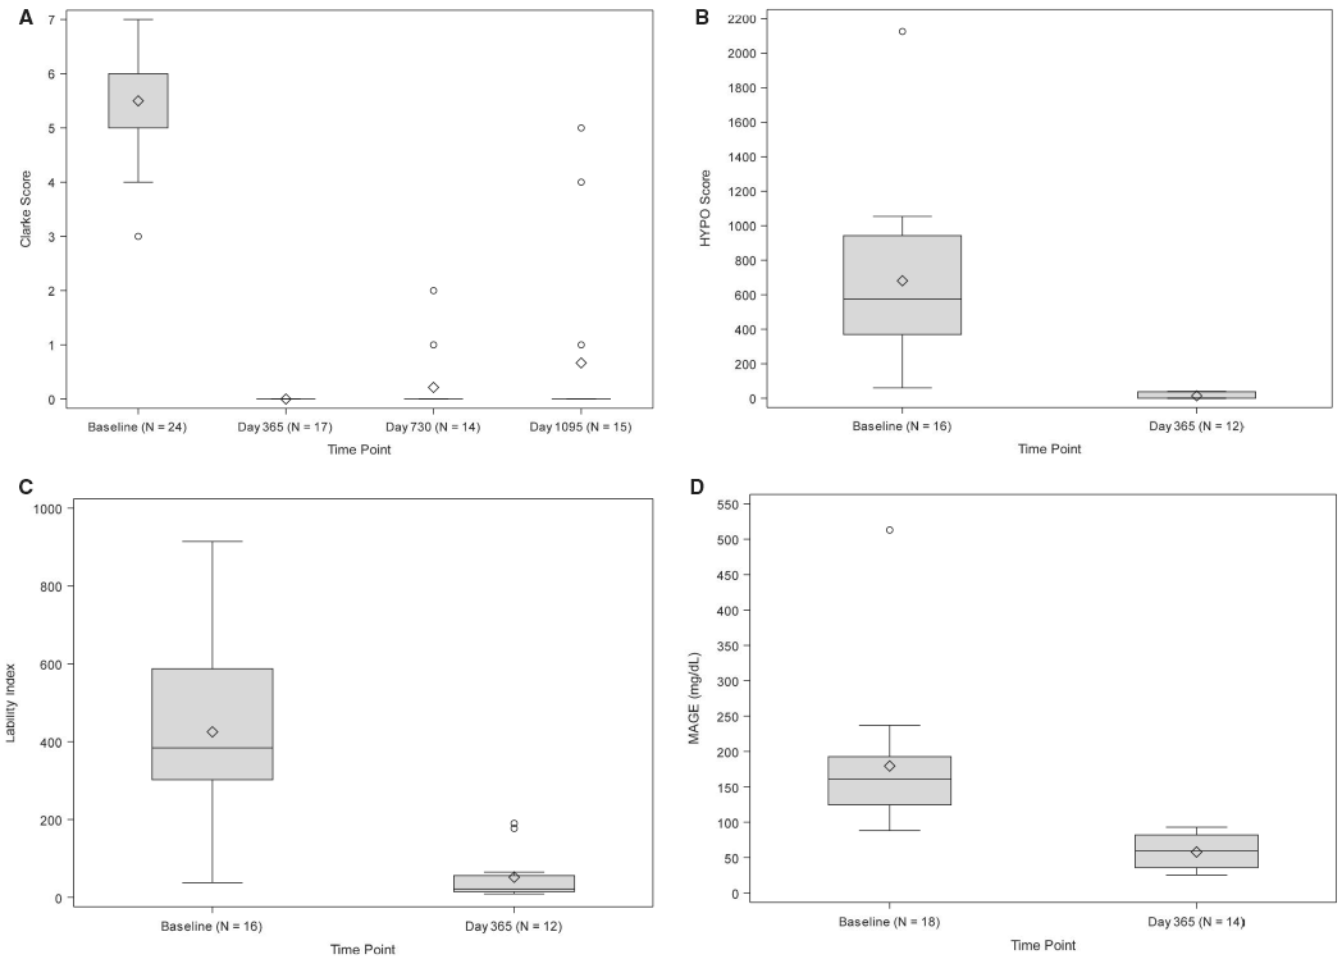 A
Clarke Score
7
6
5
4
3
2
1
0
Baseline (N = 24) Day 365 (N = 17) Day 730 (N = 14) Day 1095 (N = 15)
Time Point
B
HYPO Score
2200
2000
1800
1600
1400
1200
1000
800
600
400
200
0
Baseline (N = 16) Day 365 (N = 12)
Time Point
C
Lability Index
1000
800
600
400
200
0
Baseline (N = 16) Day 365 (N = 12)
Time Point
D
MAGE (mg/dL)
550
500
450
400
350
300
250
200
150
100
50
0
Baseline (N = 18) Day 365 (N = 14)
Time Point